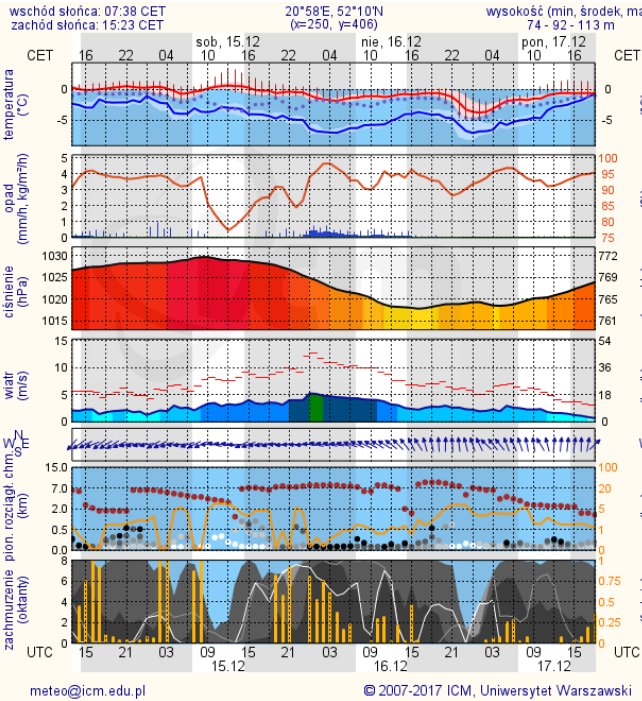 wschód słońca: 07:38 CET 20°58'E, 52°10'N wysokość (min, środek, ma
zachód słońca: 15:23 CET (x=250, y=406) 74 - 92 - 113 m
sob, 15.12 nie, 16.12 pon, 17.12
CET 16 22 04 10 16 22 04 10 16 22 04 10 16 CET
temperatura
(°C)
0 0
-5 -5
opad
(mm/h, kg/m²/h)
5 100
4 95
3 90
2 85
1 80
0 75
ciśnienie
(hPa)
1030 772
1025 769
1020 765
1015 761
wiatr
(m/s)
15 54
10 36
5 18
0 0
N
W E
S
pion. rozciągł. chm.
(km)
15.0 100
7.0 20
2.0 5
0.5 1
0.0 0
zachmurzenie
(oktanty)
8 1
6 0.75
4 0.5
2 0.25
0 0
UTC 15 21 03 09 15 21 03 09 15 21 03 09 15 UTC
15.12 16.12 17.12
meteo@icm.edu.pl © 2007-2017 ICM, Uniwersytet Warszawski